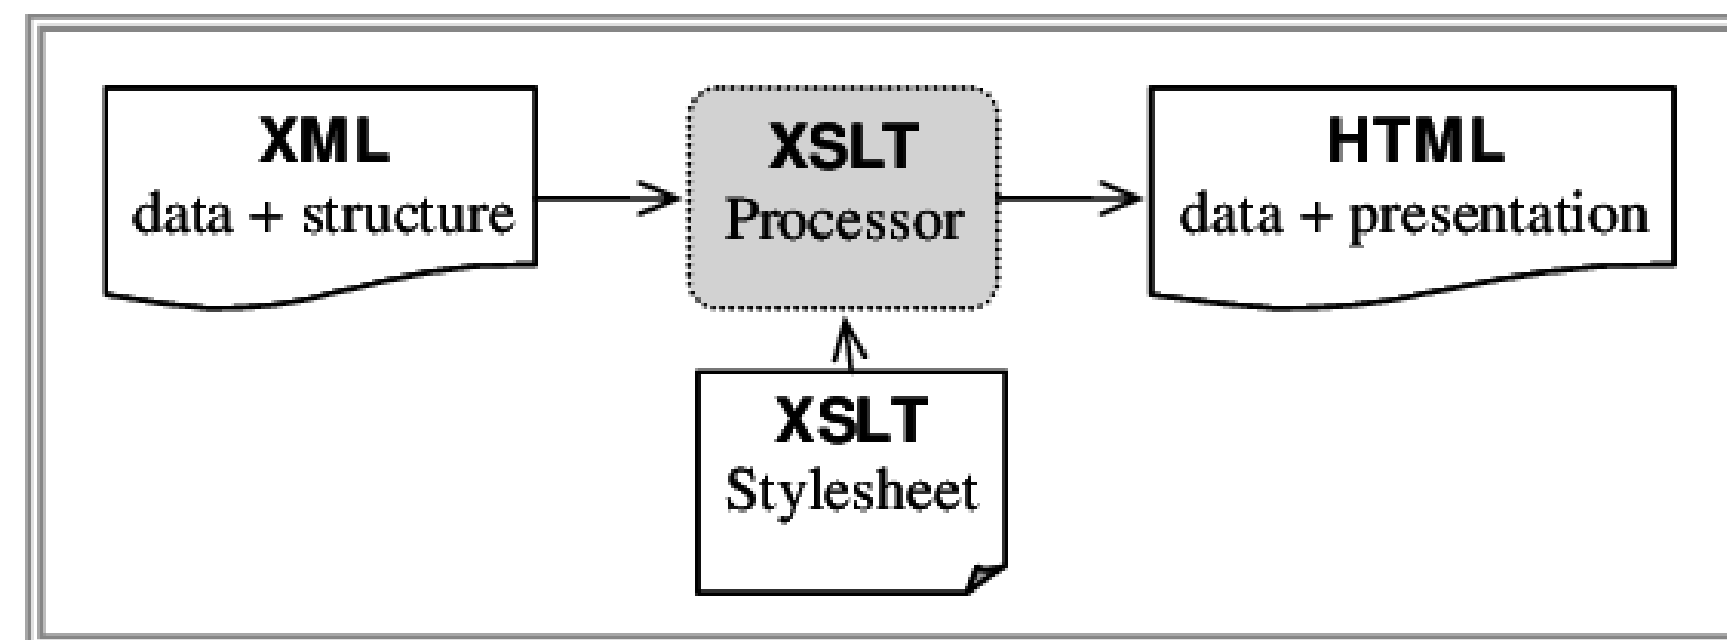 XML
data + structure
XSLT
Processor
HTML
data + presentation
XSLT
Stylesheet